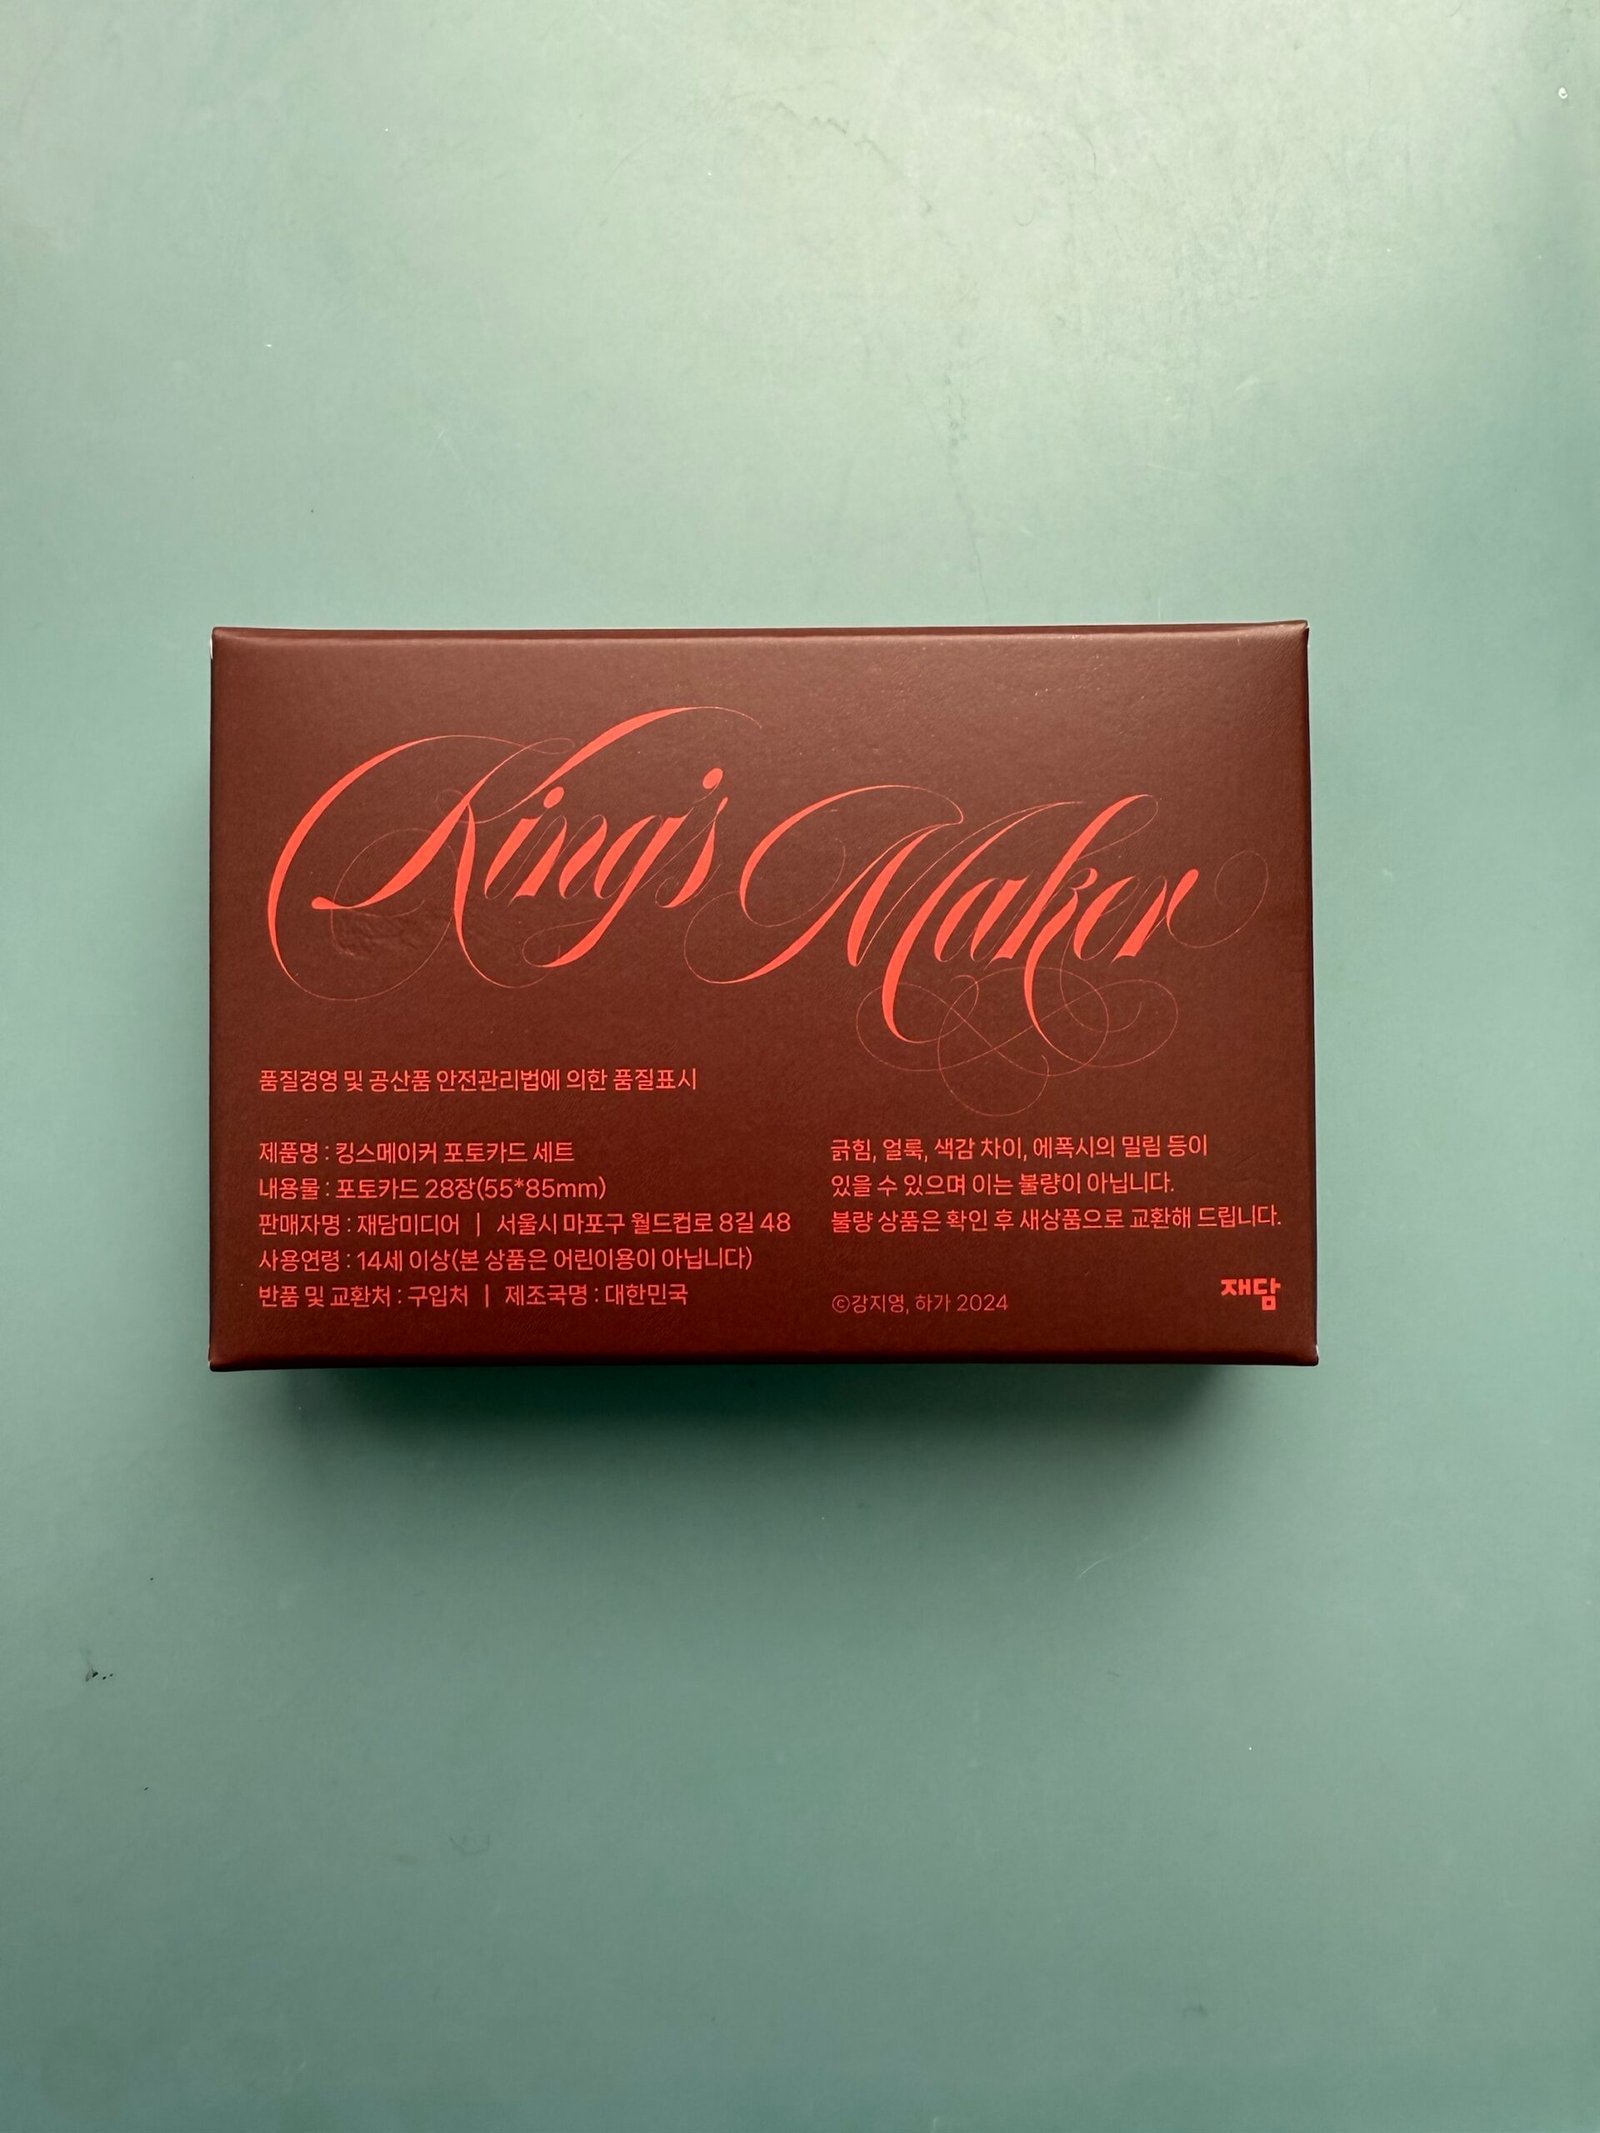 King's Maker
품질경영 및 공산품 안전관리법에 의한 품질표시
제품명 : 킹스메이커 포토카드 세트
내용물 : 포토카드 28장(55*85mm)
판매자명 : 재담미디어 | 서울시 마포구 월드컵로 8길 48
사용연령 : 14세 이상(본 상품은 어린이용이 아닙니다)
반품 및 교환처 : 구입처 | 제조국명 : 대한민국
긁힘, 얼룩, 색감 차이, 에폭시의 밀림 등이
있을 수 있으며 이는 불량이 아닙니다.
불량 상품은 확인 후 새상품으로 교환해 드립니다.
©강지영, 하가 2024
재담